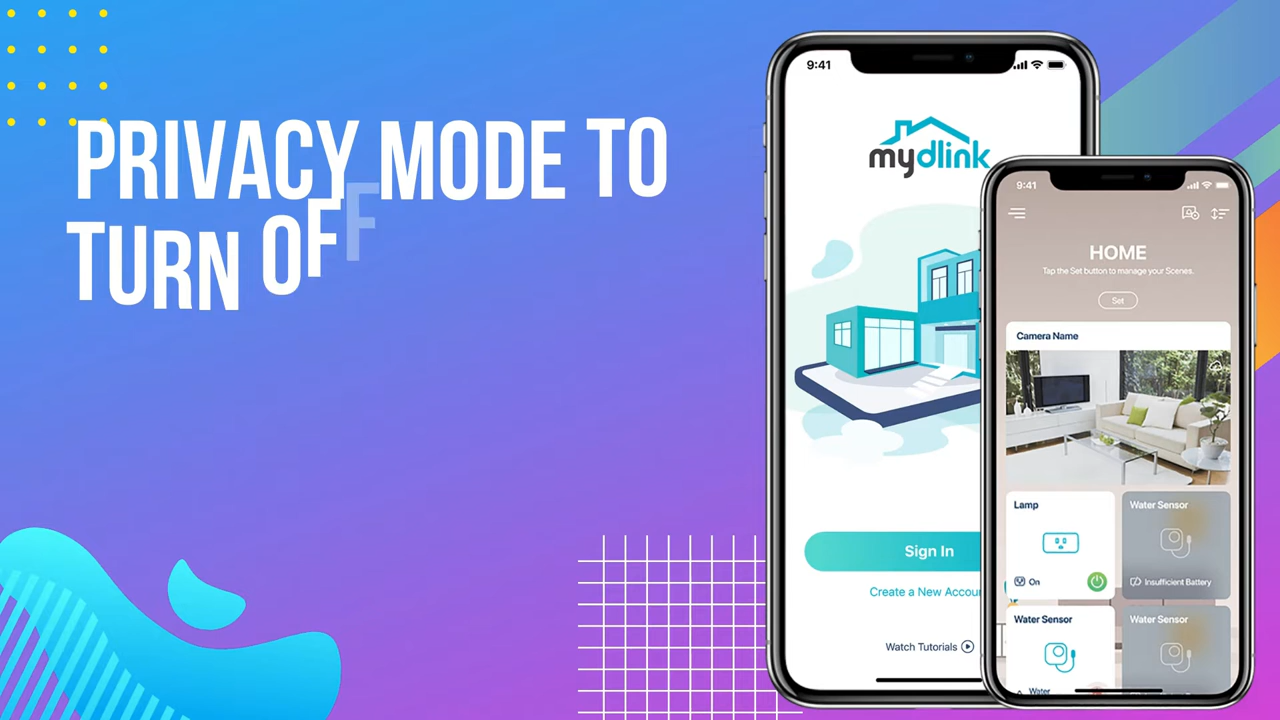 PRIVACY MODE TO
TURN OFF
9:41
mydlink
Sign In
Create a New Accou
Watch Tutorials
9:41
HOME
Tap the Set button to manage your Scenes.
Set
Camera Name
Lamp
On
Water Sensor
Insufficient Battery
Water Sensor
Water
Water Sensor